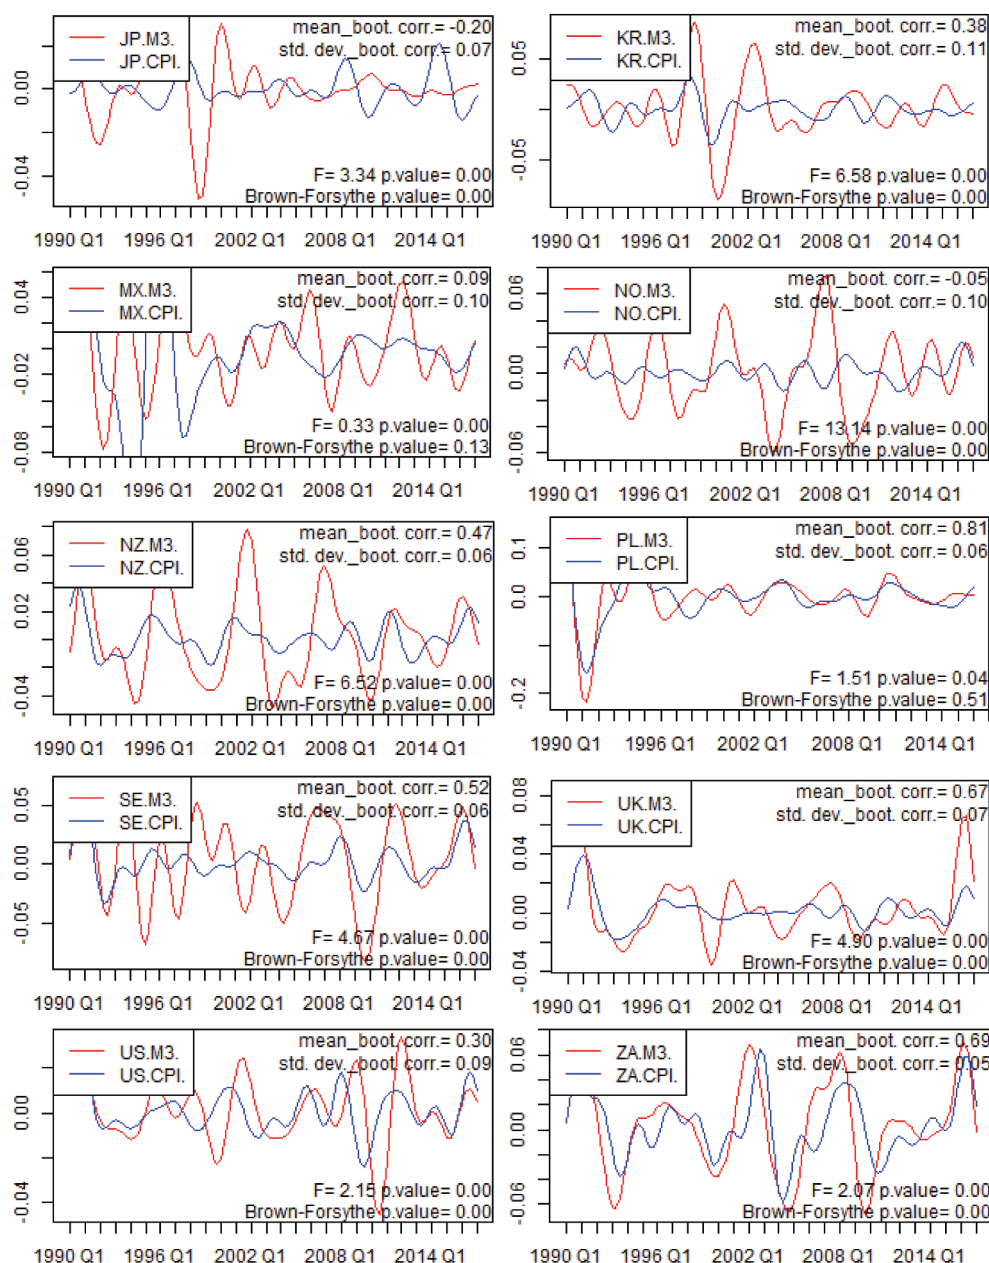 JP.M3.
JP.CPI.
mean_boot. corr.= -0.20
std. dev._boot. corr.= 0.07
0.00
-0.04
F= 3.34 p.value= 0.00
Brown-Forsythe p.value= 0.00
1990 Q1 1996 Q1 2002 Q1 2008 Q1 2014 Q1
KR.M3.
KR.CPI.
mean_boot. corr.= 0.38
std. dev._boot. corr.= 0.11
0.05
-0.05
F= 6.58 p.value= 0.00
Brown-Forsythe p.value= 0.00
1990 Q1 1996 Q1 2002 Q1 2008 Q1 2014 Q1
MX.M3.
MX.CPI.
mean_boot. corr.= 0.09
std. dev._boot. corr.= 0.10
0.04
-0.02
-0.08
F= 0.33 p.value= 0.00
Brown-Forsythe p.value= 0.13
1990 Q1 1996 Q1 2002 Q1 2008 Q1 2014 Q1
NO.M3.
NO.CPI.
mean_boot. corr.= -0.05
std. dev._boot. corr.= 0.10
0.06
0.00
-0.06
F= 13.14 p.value= 0.00
Brown-Forsythe p.value= 0.00
1990 Q1 1996 Q1 2002 Q1 2008 Q1 2014 Q1
NZ.M3.
NZ.CPI.
mean_boot. corr.= 0.47
std. dev._boot. corr.= 0.06
0.06
0.02
-0.04
F= 6.52 p.value= 0.00
Brown-Forsythe p.value= 0.00
1990 Q1 1996 Q1 2002 Q1 2008 Q1 2014 Q1
PL.M3.
PL.CPI.
mean_boot. corr.= 0.81
std. dev._boot. corr.= 0.06
0.1
0.0
-0.2
F= 1.51 p.value= 0.04
Brown-Forsythe p.value= 0.51
1990 Q1 1996 Q1 2002 Q1 2008 Q1 2014 Q1
SE.M3.
SE.CPI.
mean_boot. corr.= 0.52
std. dev._boot. corr.= 0.06
0.05
0.00
-0.05
F= 4.67 p.value= 0.00
Brown-Forsythe p.value= 0.00
1990 Q1 1996 Q1 2002 Q1 2008 Q1 2014 Q1
UK.M3.
UK.CPI.
mean_boot. corr.= 0.67
std. dev._boot. corr.= 0.07
0.08
0.04
0.00
-0.04
F= 4.90 p.value= 0.00
Brown-Forsythe p.value= 0.00
1990 Q1 1996 Q1 2002 Q1 2008 Q1 2014 Q1
US.M3.
US.CPI.
mean_boot. corr.= 0.30
std. dev._boot. corr.= 0.09
0.00
-0.04
F= 2.15 p.value= 0.00
Brown-Forsythe p.value= 0.00
1990 Q1 1996 Q1 2002 Q1 2008 Q1 2014 Q1
ZA.M3.
ZA.CPI.
mean_boot. corr.= 0.69
std. dev._boot. corr.= 0.05
0.06
0.00
-0.06
F= 2.07 p.value= 0.00
Brown-Forsythe p.value= 0.00
1990 Q1 1996 Q1 2002 Q1 2008 Q1 2014 Q1